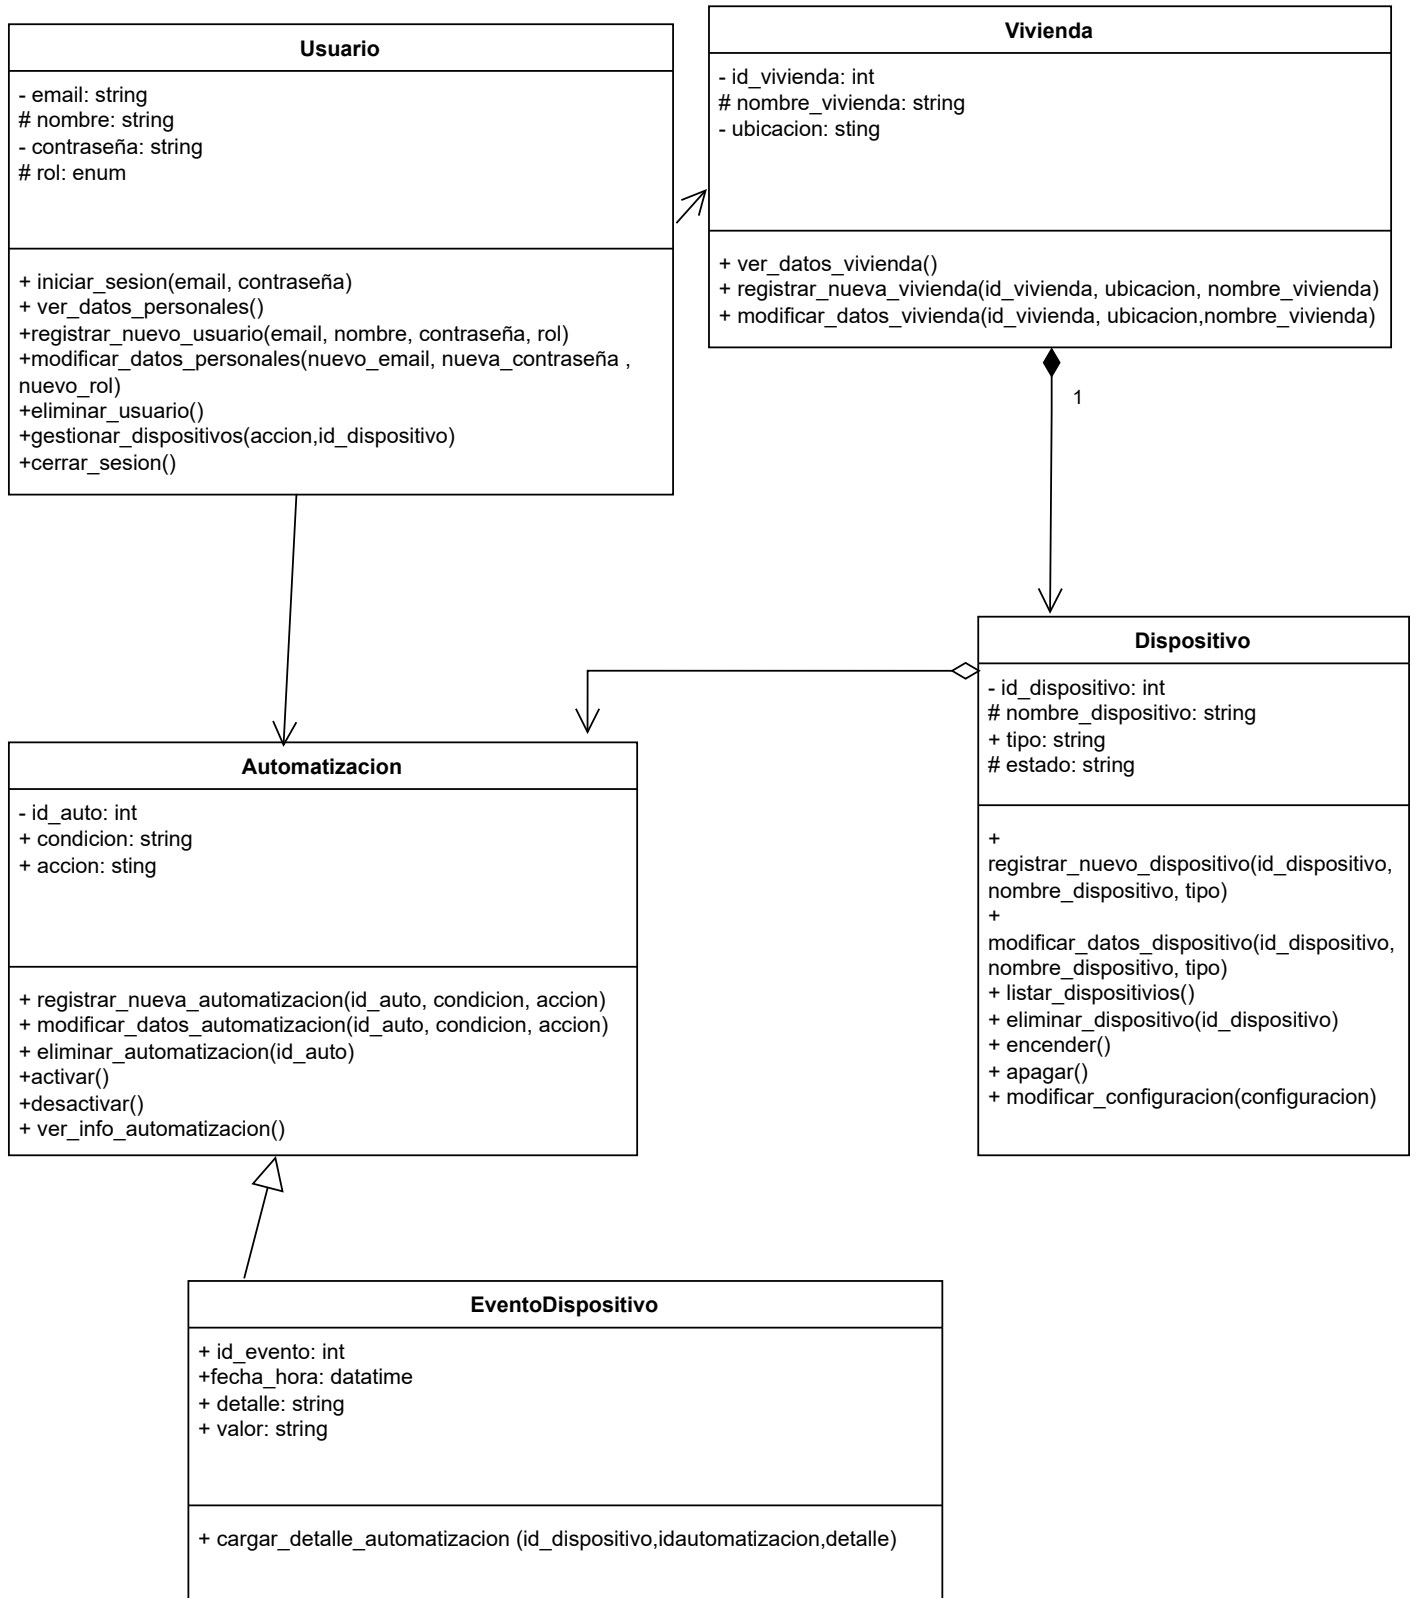 Usuario
- email: string
# nombre: string
- contraseña: string
# rol: enum
+ iniciar_sesion(email, contraseña)
+ ver_datos_personales()
+registrar_nuevo_usuario(email, nombre, contraseña, rol)
+modificar_datos_personales(nuevo_email, nueva_contraseña ,
nuevo_rol)
+eliminar_usuario()
+gestionar_dispositivos(accion,id_dispositivo)
+cerrar_sesion()
Vivienda
- id_vivienda: int
# nombre_vivienda: string
- ubicacion: sting
+ ver_datos_vivienda()
+ registrar_nueva_vivienda(id_vivienda, ubicacion, nombre_vivienda)
+ modificar_datos_vivienda(id_vivienda, ubicacion,nombre_vivienda)
1
Dispositivo
- id_dispositivo: int
# nombre_dispositivo: string
+ tipo: string
# estado: string
+
registrar_nuevo_dispositivo(id_dispositivo,
nombre_dispositivo, tipo)
+
modificar_datos_dispositivo(id_dispositivo,
nombre_dispositivo, tipo)
+ listar_dispositivios()
+ eliminar_dispositivo(id_dispositivo)
+ encender()
+ apagar()
+ modificar_configuracion(configuracion)
Automatizacion
- id_auto: int
+ condicion: string
+ accion: sting
+ registrar_nueva_automatizacion(id_auto, condicion, accion)
+ modificar_datos_automatizacion(id_auto, condicion, accion)
+ eliminar_automatizacion(id_auto)
+activar()
+desactivar()
+ ver_info_automatizacion()
EventoDispositivo
+ id_evento: int
+fecha_hora: datatime
+ detalle: string
+ valor: string
+ cargar_detalle_automatizacion (id_dispositivo,idautomatizacion,detalle)